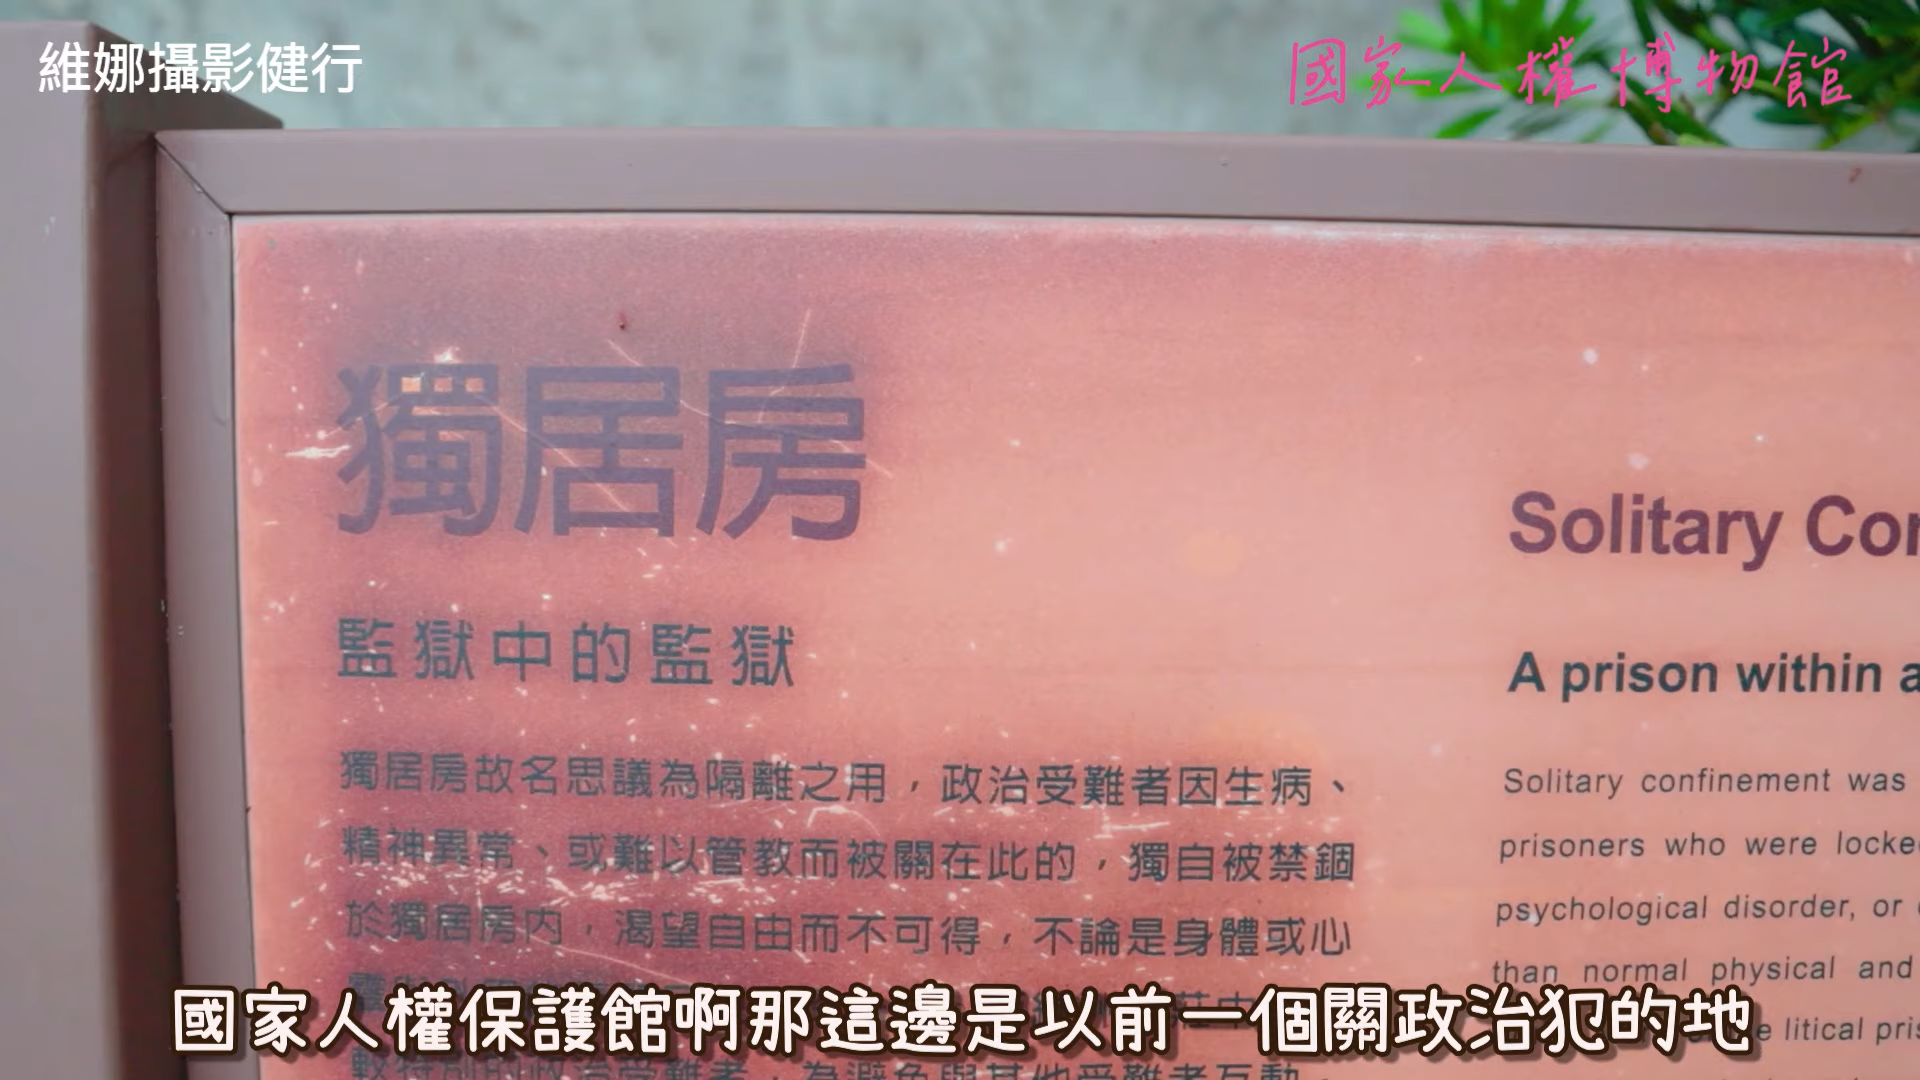 維娜攝影健行
國家人權博物館
獨居房
監獄中的監獄
獨居房故名思議為隔離之用，政治受難者因生病、
精神異常、或難以管教而被關在此的，獨自被禁錮
於獨居房內，渴望自由而不可得，不論是身體或心
Solitary Con
A prison within a
Solitary confinement was
prisoners who were locke
psychological disorder, or
than normal physical and
litical pris
國家人權保護館啊那這邊是以前一個關政治犯的地